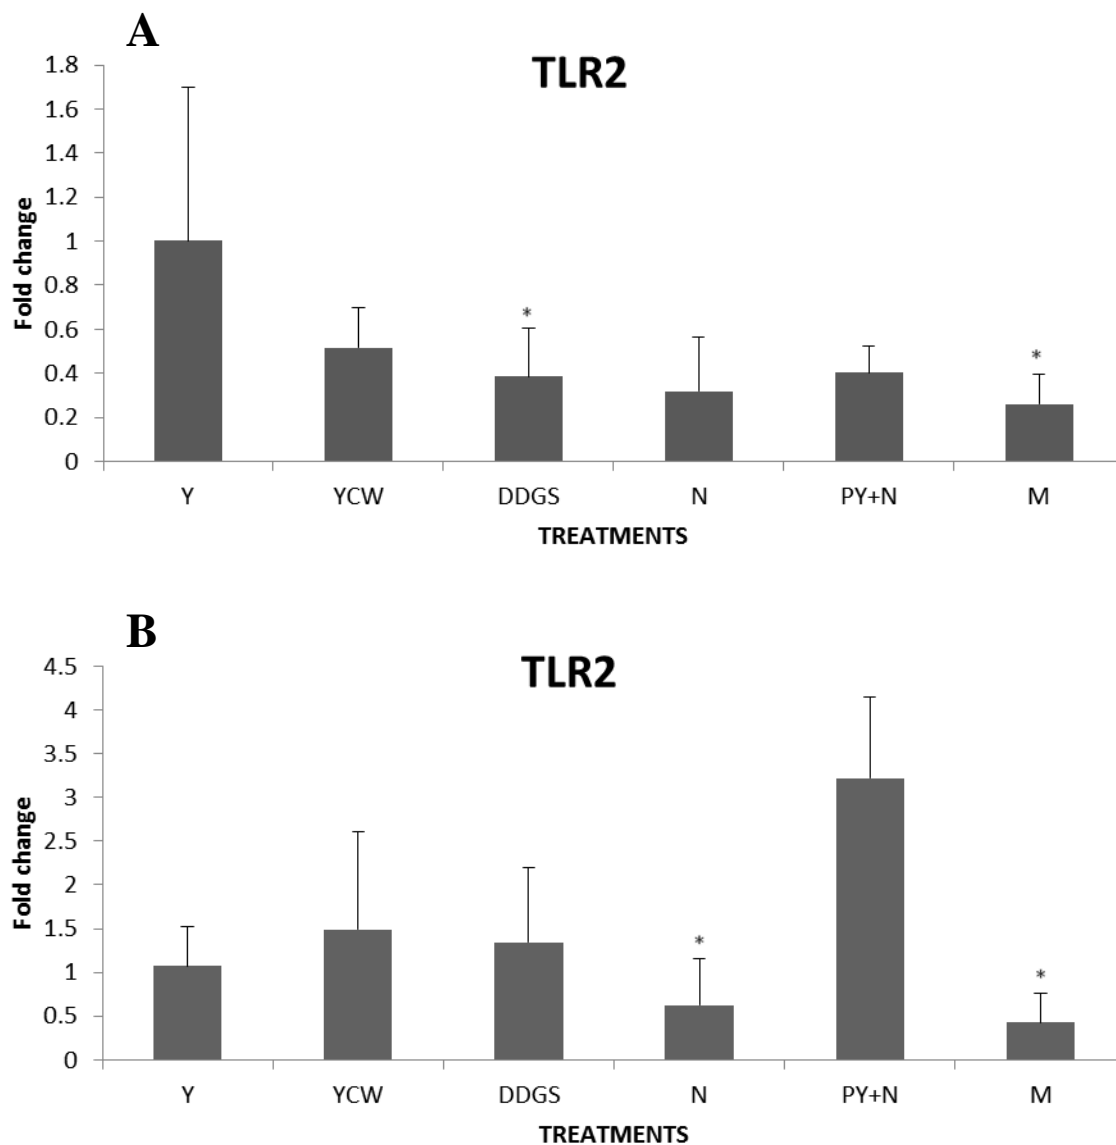 A
TLR2
Fold change
1.8
1.6
1.4
1.2
1
0.8
0.6
0.4
0.2
0
*
*
Y YCW DDGS N PY+N M
TREATMENTS
B
TLR2
Fold change
4.5
4
3.5
3
2.5
2
1.5
1
0.5
0
*
*
Y YCW DDGS N PY+N M
TREATMENTS